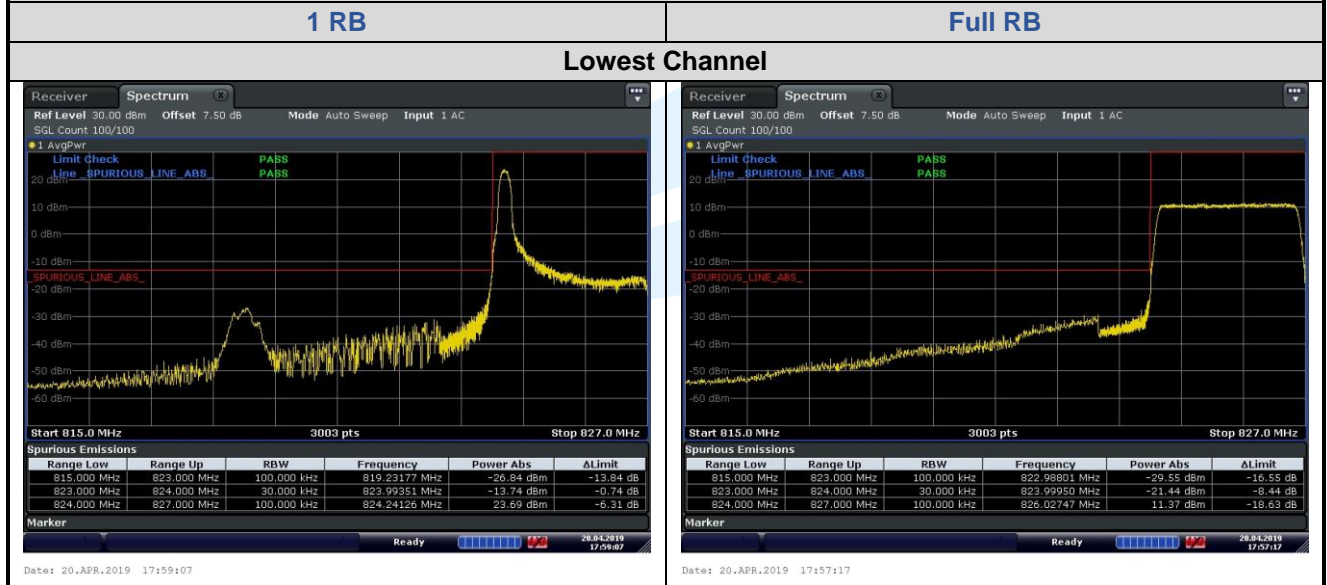 1 RB Full RB
Lowest Channel
Receiver Spectrum X
Ref Level 30.00 dBm Offset 7.50 dB Mode Auto Sweep Input 1 AC
SGL Count 100/100
1 AvgPwr
Limit Check PASS
Line _SPURIOUS_LINE_ABS_ PASS
20 dBm
10 dBm
0 dBm
-10 dBm
_SPURIOUS_LINE_ABS_
-20 dBm
-30 dBm
-40 dBm
-50 dBm
-60 dBm
Start 815.0 MHz 3003 pts Stop 827.0 MHz
Spurious Emissions
Range Low Range Up RBW Frequency Power Abs ΔLimit
815.000 MHz 823.000 MHz 100.000 kHz 819.23177 MHz -26.84 dBm -13.84 dB
823.000 MHz 824.000 MHz 30.000 kHz 823.99351 MHz -13.74 dBm -0.74 dB
824.000 MHz 827.000 MHz 100.000 kHz 824.24126 MHz 23.69 dBm -6.31 dB
Marker
Ready 20.04.2019
17:59:07
Date: 20.APR.2019 17:59:07
Receiver Spectrum X
Ref Level 30.00 dBm Offset 7.50 dB Mode Auto Sweep Input 1 AC
SGL Count 100/100
1 AvgPwr
Limit Check PASS
Line _SPURIOUS_LINE_ABS_ PASS
20 dBm
10 dBm
0 dBm
-10 dBm
_SPURIOUS_LINE_ABS_
-20 dBm
-30 dBm
-40 dBm
-50 dBm
-60 dBm
Start 815.0 MHz 3003 pts Stop 827.0 MHz
Spurious Emissions
Range Low Range Up RBW Frequency Power Abs ΔLimit
815.000 MHz 823.000 MHz 100.000 kHz 822.98801 MHz -29.55 dBm -16.55 dB
823.000 MHz 824.000 MHz 30.000 kHz 823.99950 MHz -21.44 dBm -8.44 dB
824.000 MHz 827.000 MHz 100.000 kHz 826.02747 MHz 11.37 dBm -18.63 dB
Marker
Ready 20.04.2019
17:57:17
Date: 20.APR.2019 17:57:17